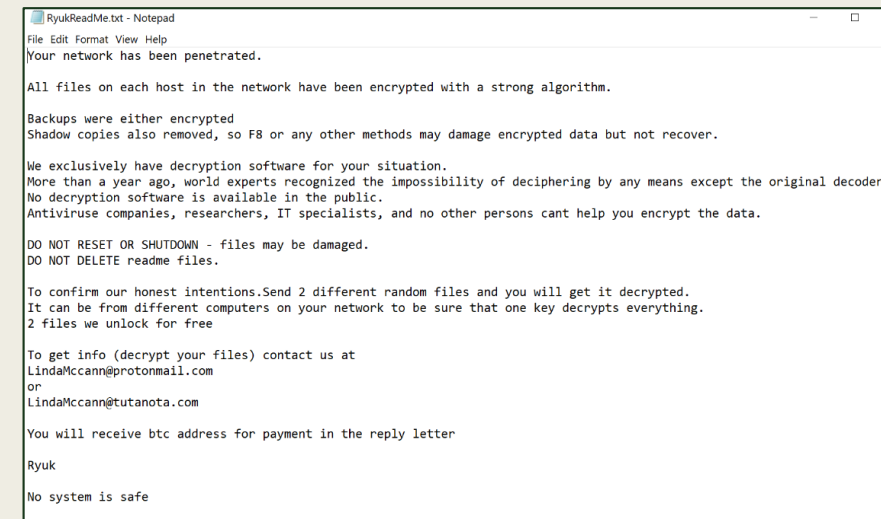 RyukReadMe.txt - Notepad
File Edit Format View Help
Your network has been penetrated.
All files on each host in the network have been encrypted with a strong algorithm.
Backups were either encrypted
Shadow copies also removed, so F8 or any other methods may damage encrypted data but not recover.
We exclusively have decryption software for your situation.
More than a year ago, world experts recognized the impossibility of deciphering by any means except the original decoder
No decryption software is available in the public.
Antiviruse companies, researchers, IT specialists, and no other persons cant help you encrypt the data.
DO NOT RESET OR SHUTDOWN - files may be damaged.
DO NOT DELETE readme files.
To confirm our honest intentions.Send 2 different random files and you will get it decrypted.
It can be from different computers on your network to be sure that one key decrypts everything.
2 files we unlock for free
To get info (decrypt your files) contact us at
LindaMccann@protonmail.com
or
LindaMccann@tutanota.com
You will receive btc address for payment in the reply letter
Ryuk
No system is safe